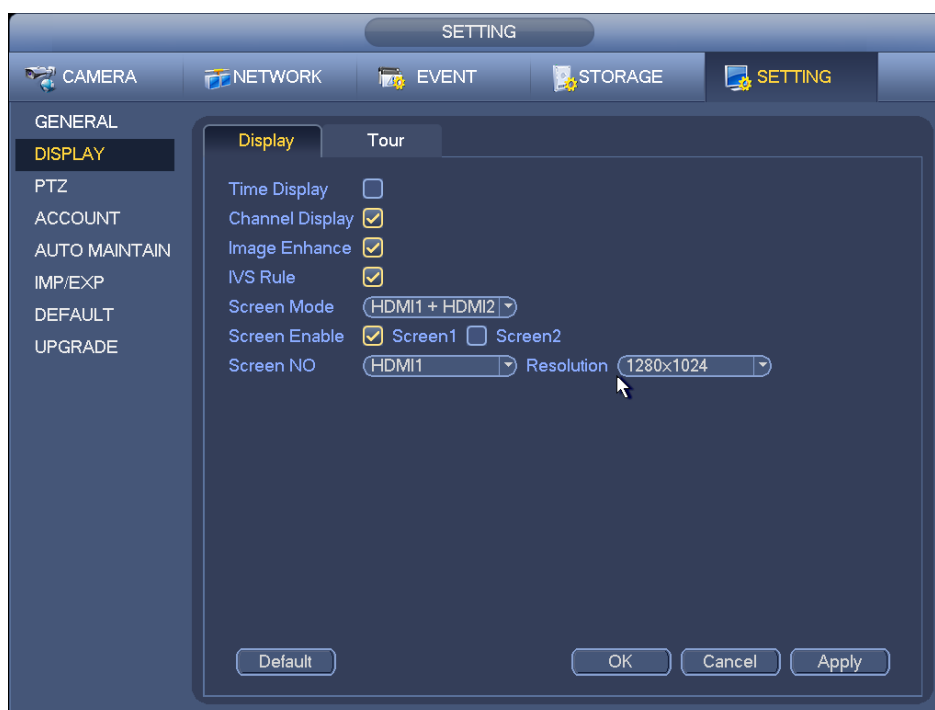 SETTING
CAMERA NETWORK EVENT STORAGE SETTING
GENERAL
DISPLAY
PTZ
ACCOUNT
AUTO MAINTAIN
IMP/EXP
DEFAULT
UPGRADE
Display Tour
Time Display
Channel Display
Image Enhance
IVS Rule
Screen Mode HDMI1 + HDMI2
Screen Enable Screen1 Screen2
Screen NO HDMI1 Resolution 1280×1024
Default OK Cancel Apply